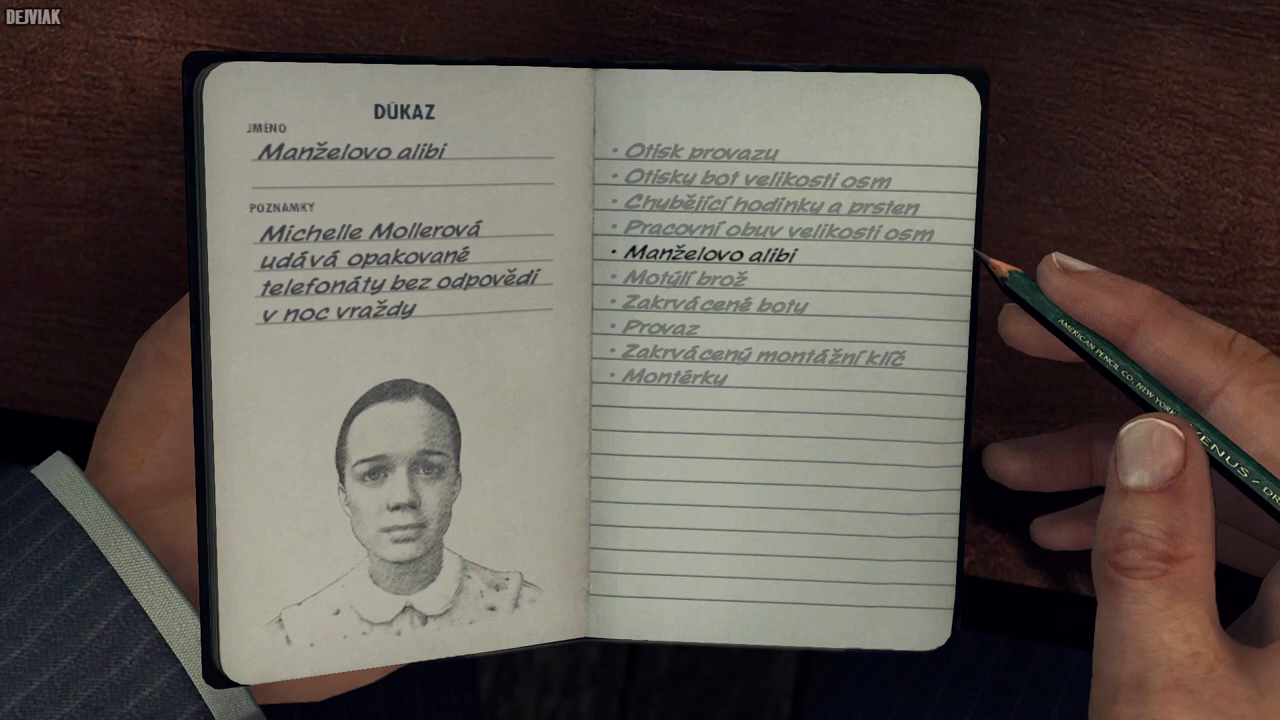 DEJVIAK
DŮKAZ
JMÉNO
Manželovo alibi
POZNÁMKY
Michelle Mollerová
udává opakované
telefonáty bez odpovědi
v noc vraždy
• Otisk provazu
• Otisky bot velikosti osm
• Chubějící hodinky a prsten
• Pracovní obuv velikosti osm
• Manželovo alibi
• Motýlí brož
• Zakrvácené boty
• Provaz
• Zakrvácený montážní klíč
• Montérky
AMERICAN PENCIL CO. NEW YORK
VENUS / DR